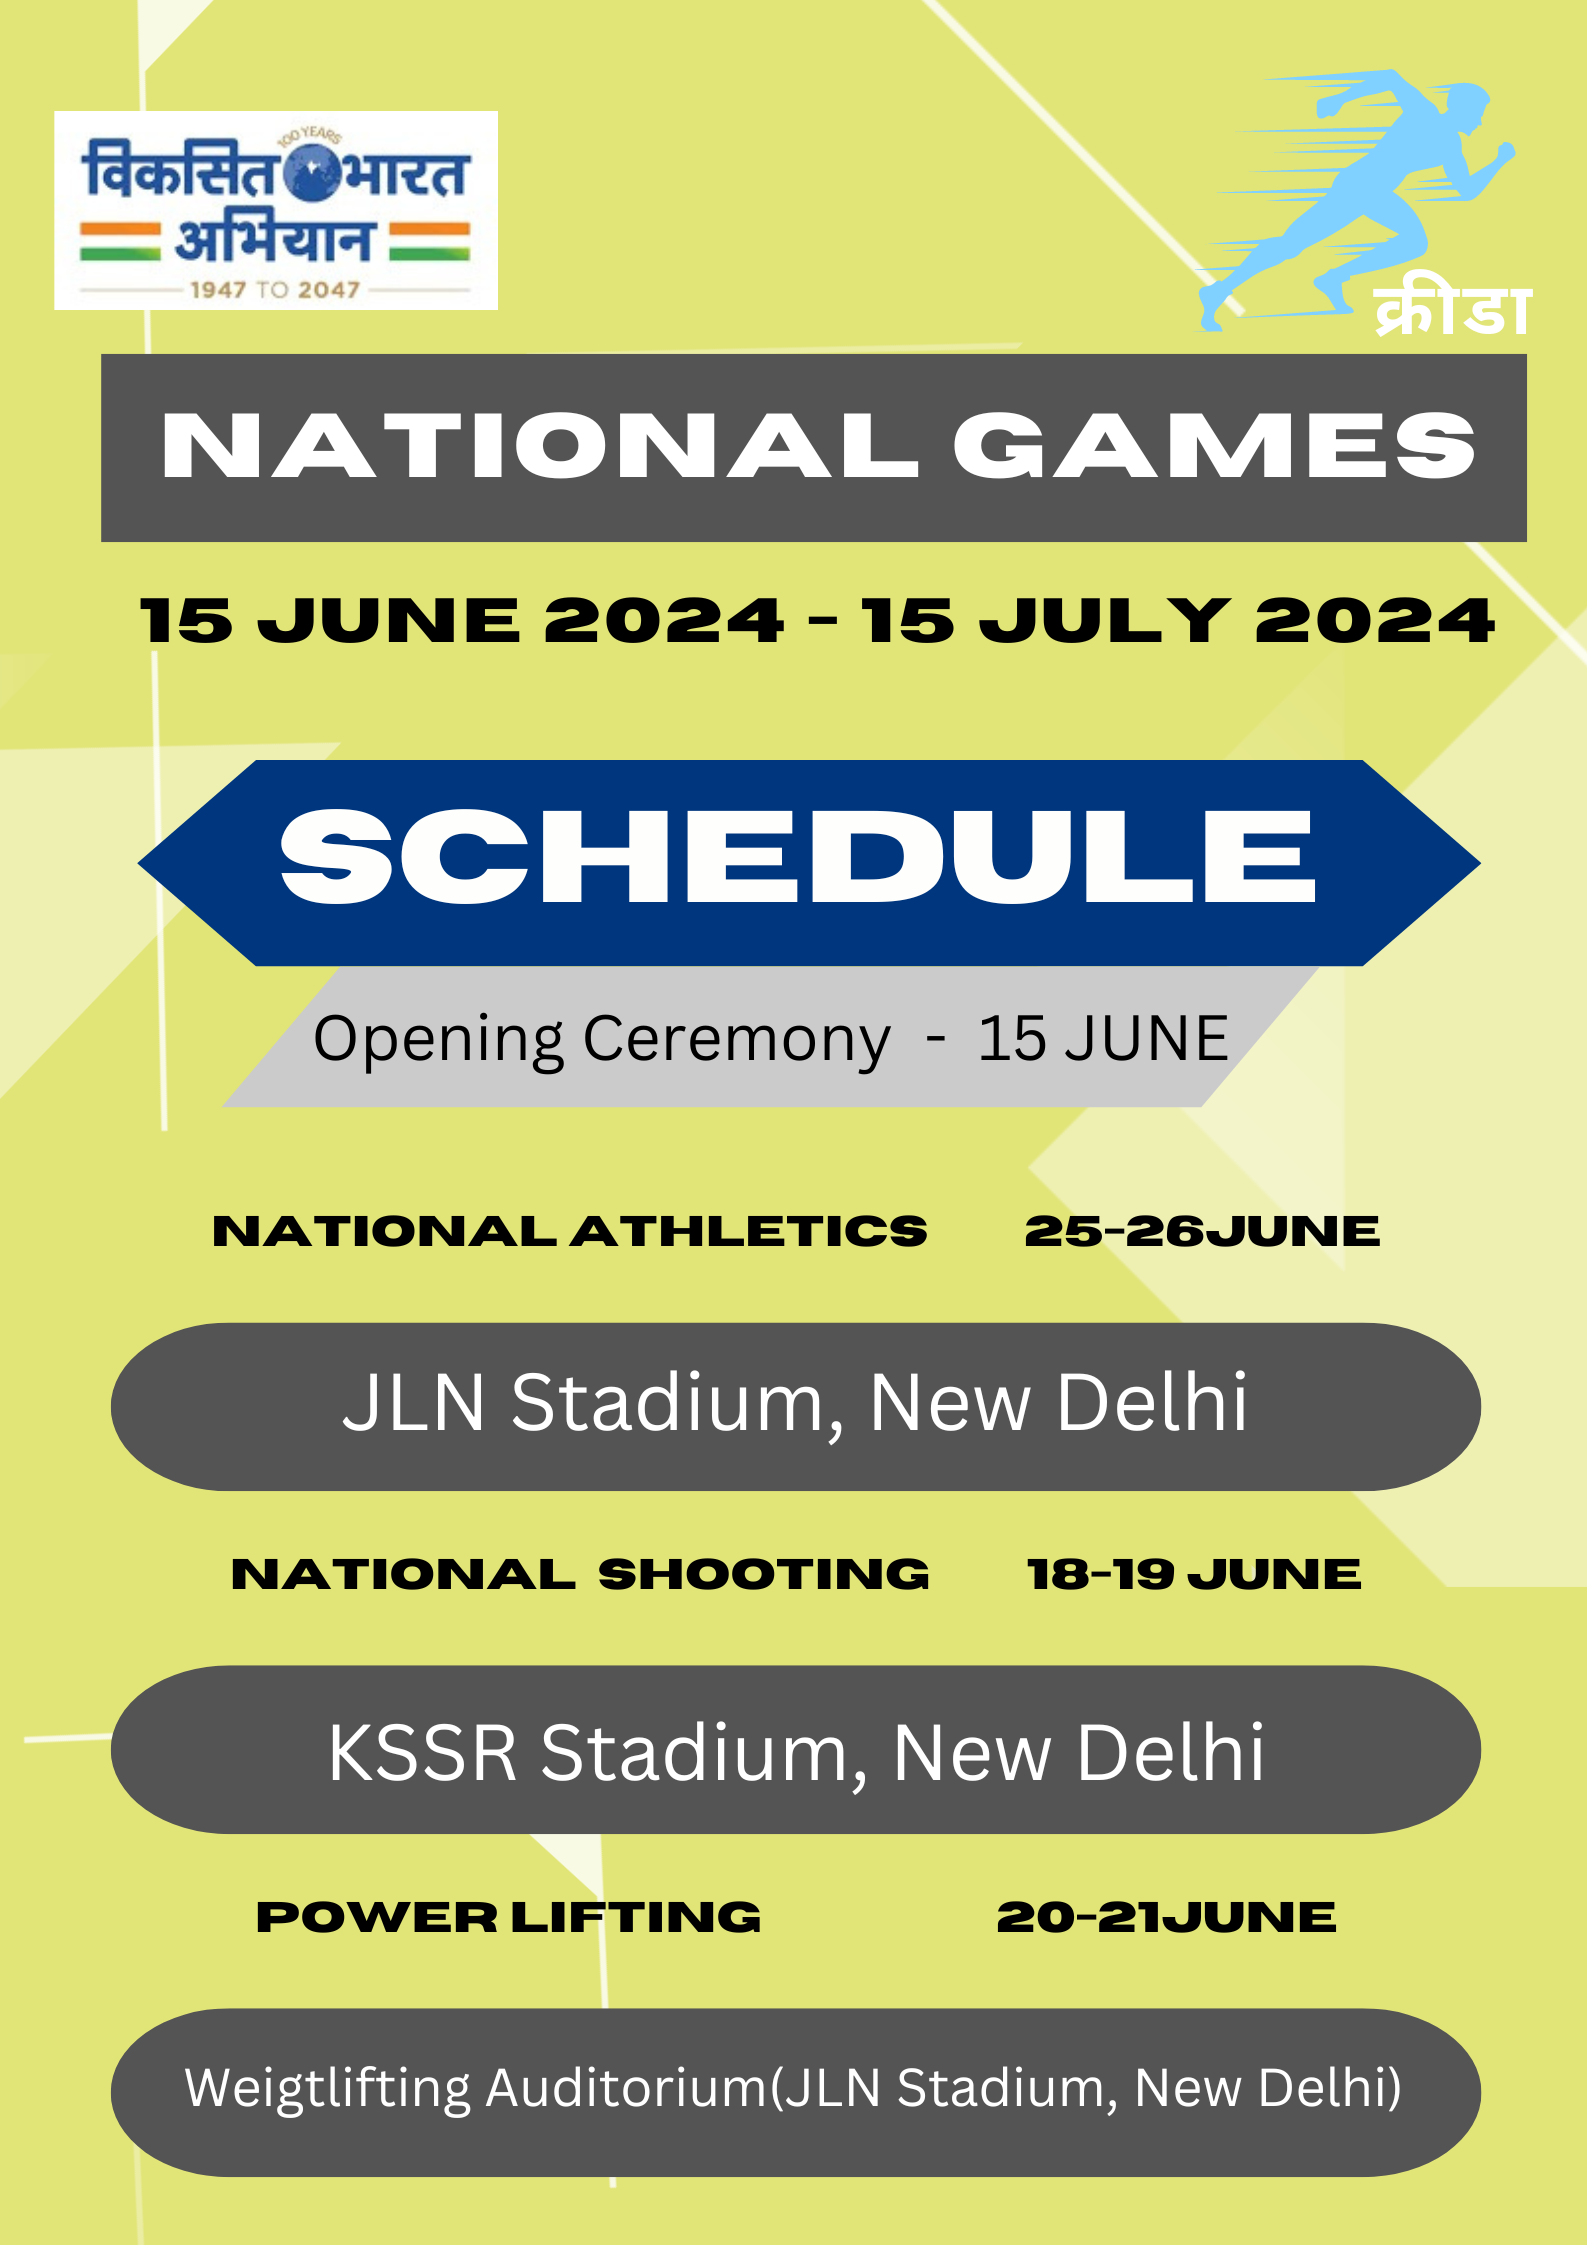 100 YEARS
विकसित भारत
अभियान
1947 TO 2047
क्रीडा
NATIONAL GAMES
15 JUNE 2024 - 15 JULY 2024
SCHEDULE
Opening Ceremony - 15 JUNE
NATIONAL ATHLETICS 25-26JUNE
JLN Stadium, New Delhi
NATIONAL SHOOTING 18-19 JUNE
KSSR Stadium, New Delhi
POWER LIFTING 20-21JUNE
Weigtlifting Auditorium(JLN Stadium, New Delhi)